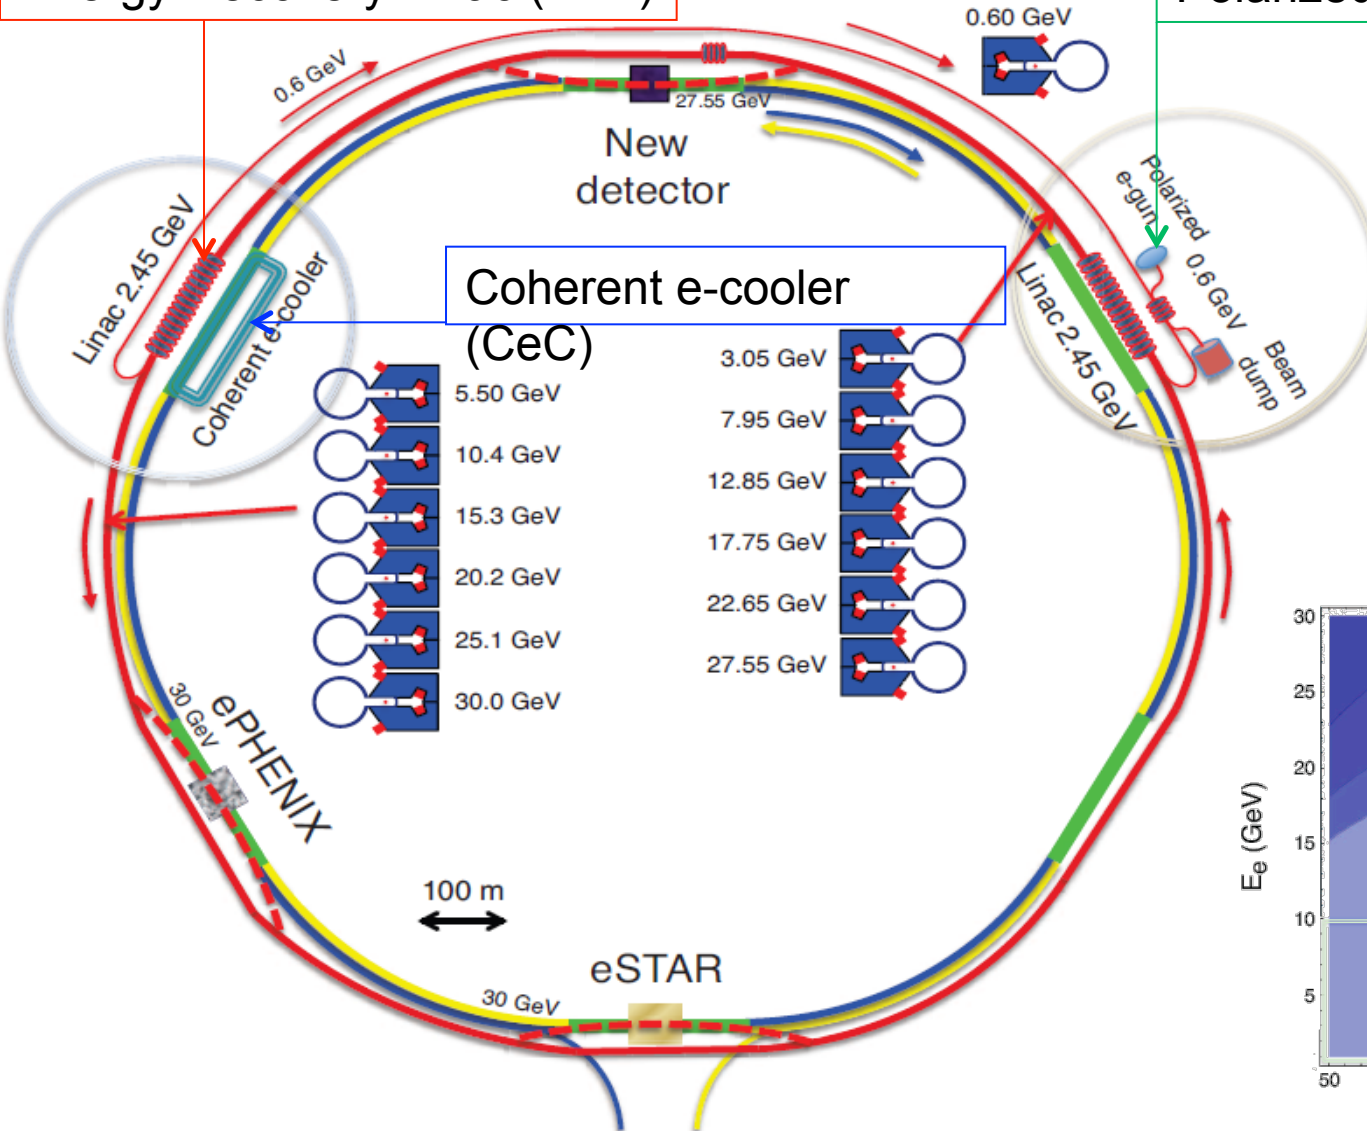 0.60 GeV
0.6 GeV
27.55 GeV
New
detector
Linac 2.45 GeV
Coherent e-cooler
Coherent e-cooler
(CeC)
Polarized
e-gun
0.6 GeV
Linac 2.45 GeV
Beam
dump
5.50 GeV
10.4 GeV
15.3 GeV
20.2 GeV
25.1 GeV
30.0 GeV
3.05 GeV
7.95 GeV
12.85 GeV
17.75 GeV
22.65 GeV
27.55 GeV
30 GeV
ePHENIX
100 m
eSTAR
30 GeV
30
25
20
15
10
5
50
Ee (GeV)